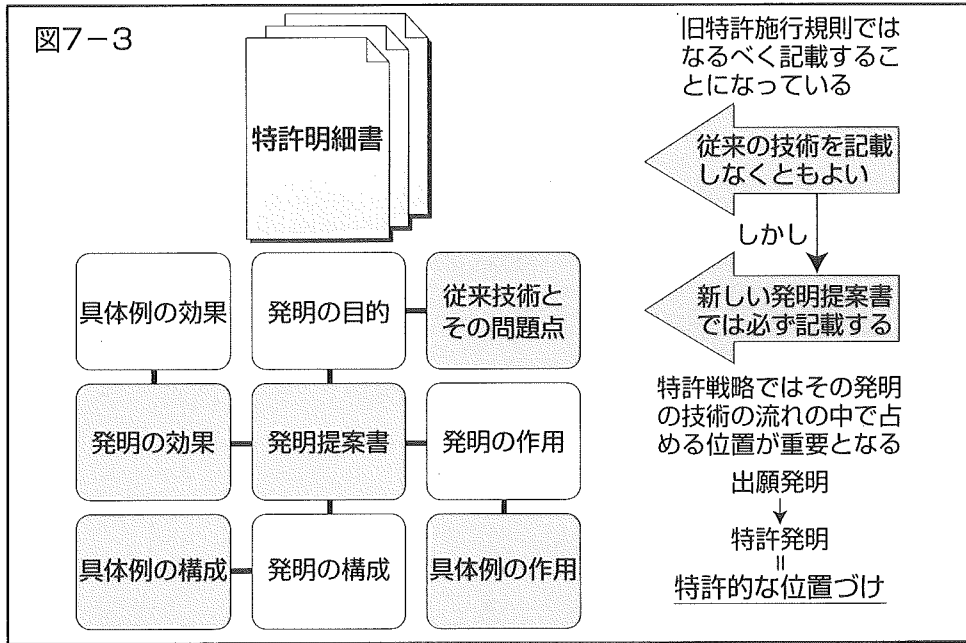 図7－3
特許明細書
旧特許施行規則では
なるべく記載するこ
とになっている
従来の技術を記載
しなくともよい
しかし
新しい発明提案書
では必ず記載する
具体例の効果
発明の目的
従来技術と
その問題点
発明の効果
発明提案書
発明の作用
具体例の構成
発明の構成
具体例の作用
特許戦略ではその発明
の技術の流れの中で占
める位置が重要となる
出願発明
特許発明
＝
特許的な位置づけ